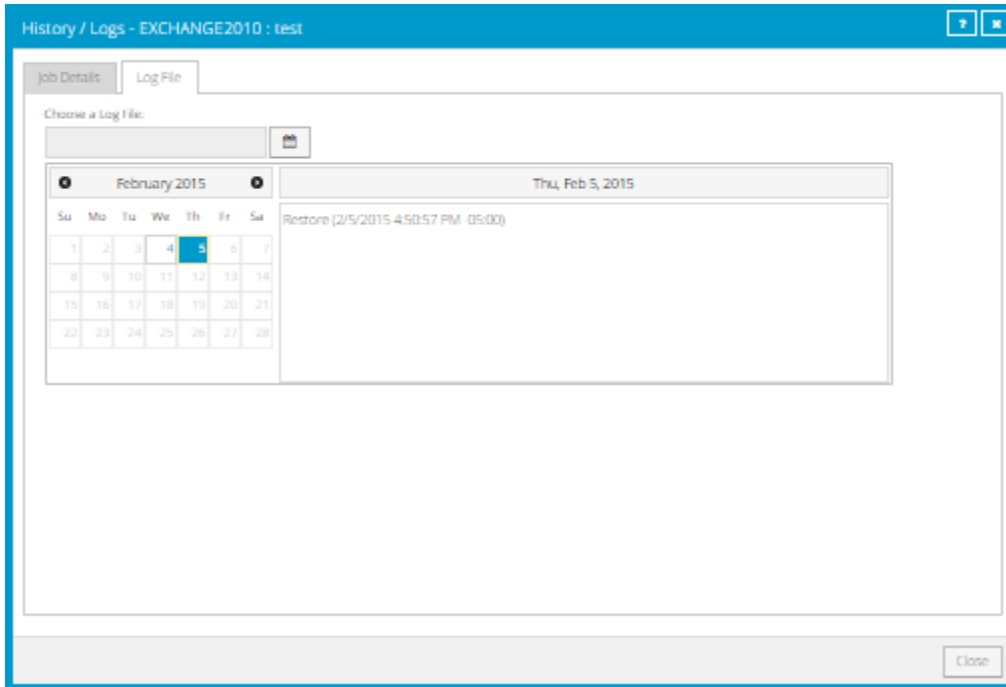 History / Logs - EXCHANGE2010 : test
? ×
Job Details Log File
Choose a Log File:
February 2015
Thu, Feb 5, 2015
Su Mo Tu We Th Fr Sa
Restore (2/5/2015 4:50:57 PM -05:00)
1 2 3 4 5 6 7
8 9 10 11 12 13 14
15 16 17 18 19 20 21
22 23 24 25 26 27 28
Close